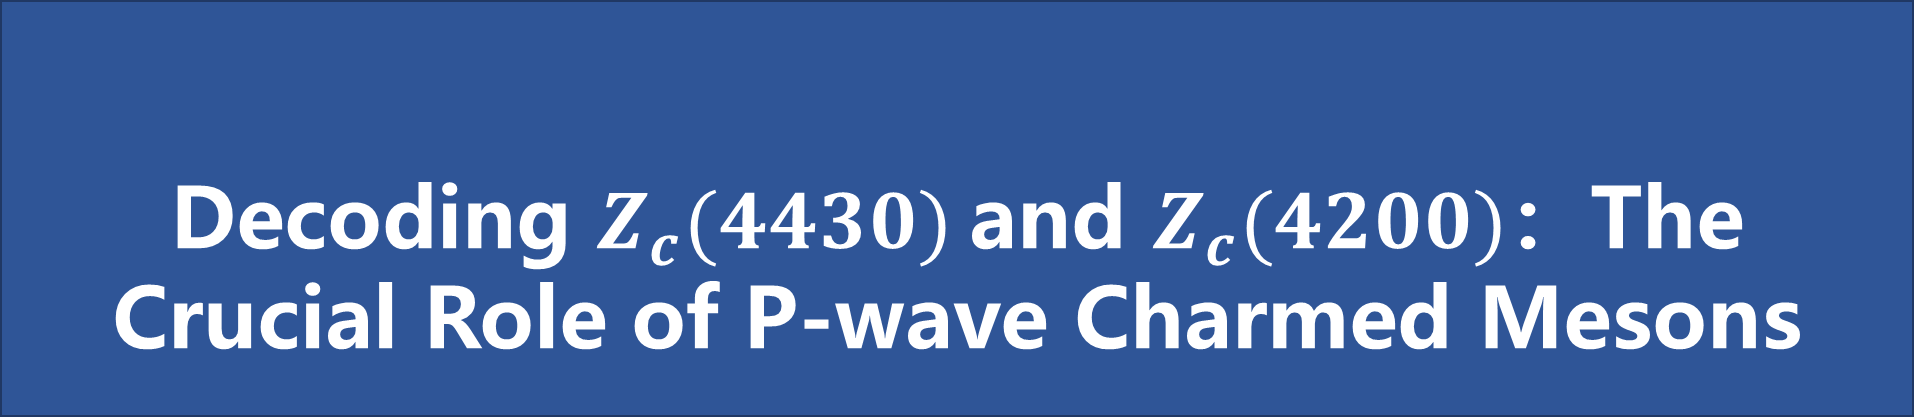 Decoding $Z_c(4430)$ and $Z_c(4200)$: The
Crucial Role of P-wave Charmed Mesons